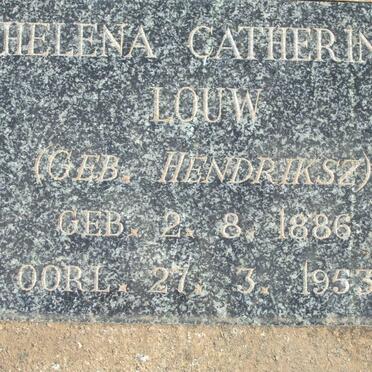 HELENA CATHERIN
LOUW
(GEB. HENDRIKSZ)
GEB. 2. 8. 1886
OORL. 27. 3. 1953